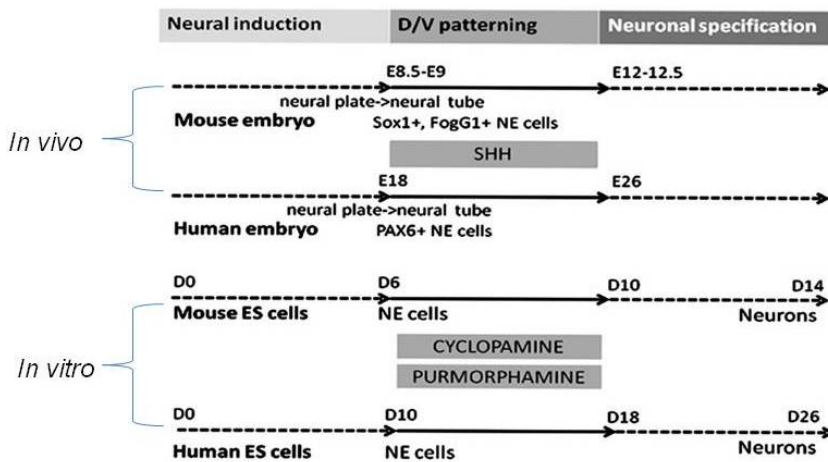 Neural induction D/V patterning Neuronal specification
E8.5-E9 E12-12.5
neural plate->neural tube
Mouse embryo Sox1+, FogG1+ NE cells
In vivo
SHH
E18 E26
neural plate->neural tube
Human embryo PAX6+ NE cells
D0 D6 D10 D14
Mouse ES cells NE cells Neurons
CYCLOPAMINE
In vitro
PURMORPHAMINE
D0 D10 D18 D26
Human ES cells NE cells Neurons